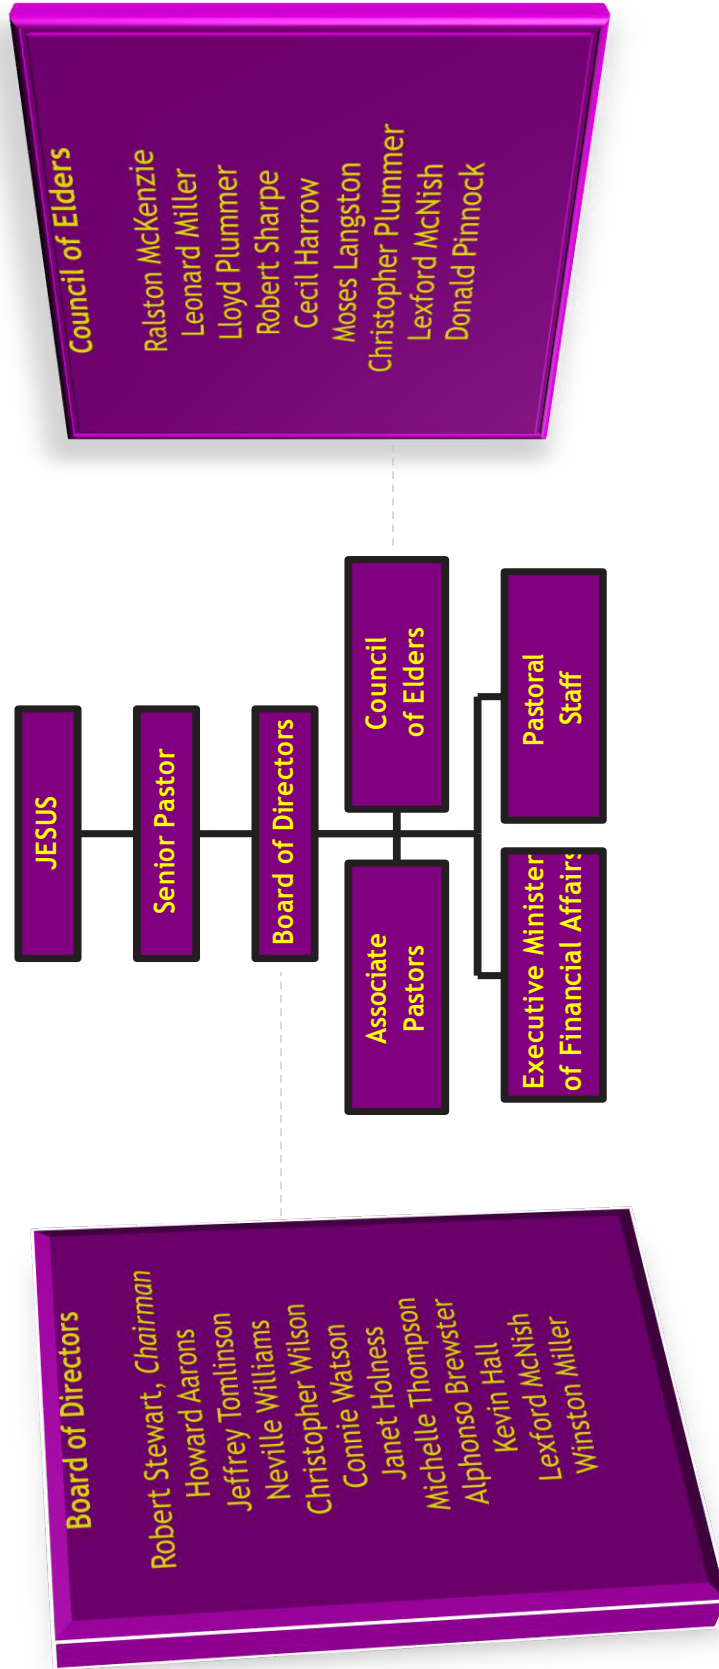 Board of Directors
Robert Stewart, Chairman
Howard Aarons
Jeffrey Tomlinson
Neville Williams
Christopher Wilson
Connie Watson
Janet Holness
Michelle Thompson
Alphonso Brewster
Kevin Hall
Lexford McNish
Winston Miller
JESUS
Senior Pastor
Board of Directors
Associate
Pastors
Council
of Elders
Executive Minister
of Financial Affairs
Pastoral
Staff
Council of Elders
Ralston McKenzie
Leonard Miller
Lloyd Plummer
Robert Sharpe
Cecil Harrow
Moses Langston
Christopher Plummer
Lexford McNish
Donald Pinnock